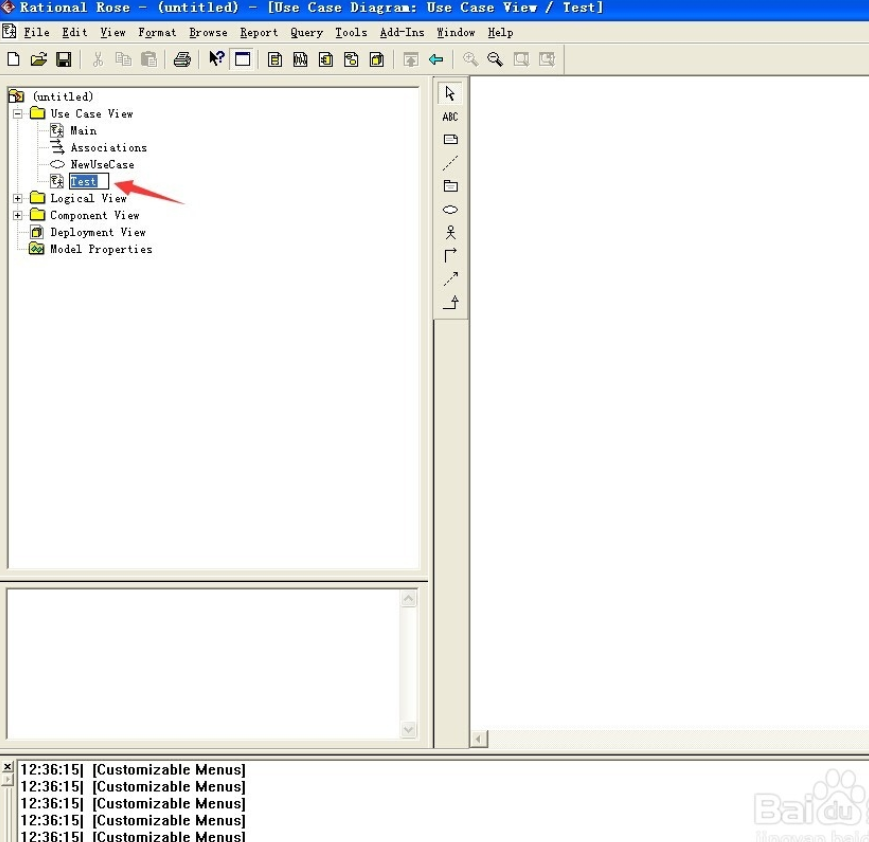 Rational Rose - (untitled) - [Use Case Diagram: Use Case View / Test]
File Edit View Format Browse Report Query Tools Add-Ins Window Help
(untitled)
Use Case View
Main
Associations
NewUseCase
Test
Logical View
Component View
Deployment View
Model Properties
ABC
12:36:15| [Customizable Menus]
12:36:15| [Customizable Menus]
12:36:15| [Customizable Menus]
12:36:15| [Customizable Menus]
12:36:15| [Customizable Menus]
Baidu